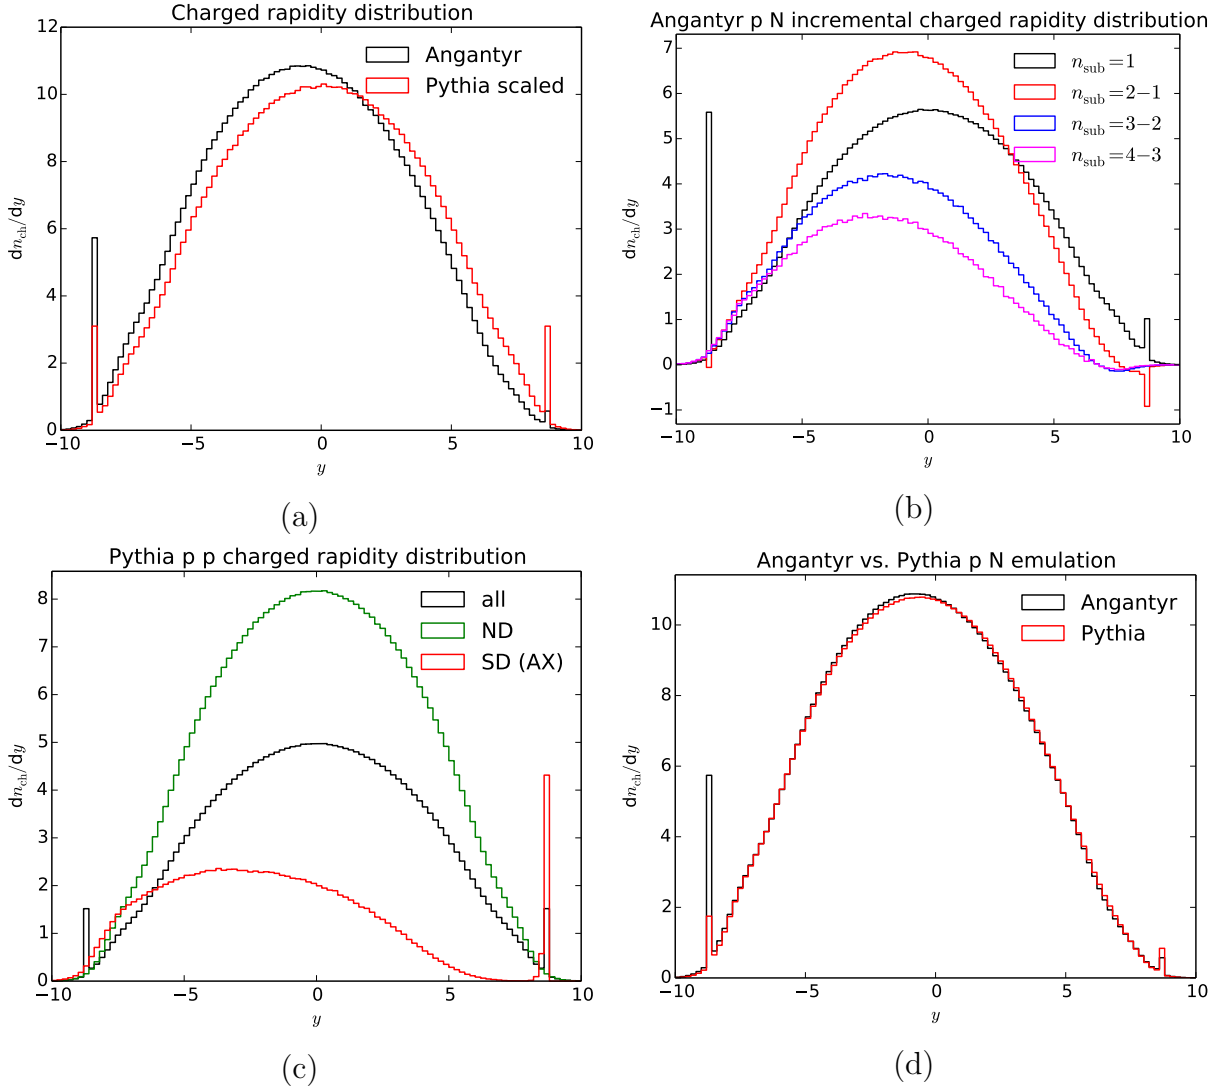 Charged rapidity distribution
12
10
8
6
4
2
0
dn_ch/dy
Angantyr
Pythia scaled
−10
−5
0
5
10
y
(a)
Angantyr p N incremental charged rapidity distribution
7
6
5
4
3
2
1
0
−1
dn_ch/dy
n_sub=1
n_sub=2−1
n_sub=3−2
n_sub=4−3
−10
−5
0
5
10
y
(b)
Pythia p p charged rapidity distribution
8
7
6
5
4
3
2
1
0
dn_ch/dy
all
ND
SD (AX)
−10
−5
0
5
10
y
(c)
Angantyr vs. Pythia p N emulation
10
8
6
4
2
0
dn_ch/dy
Angantyr
Pythia
−10
−5
0
5
10
y
(d)